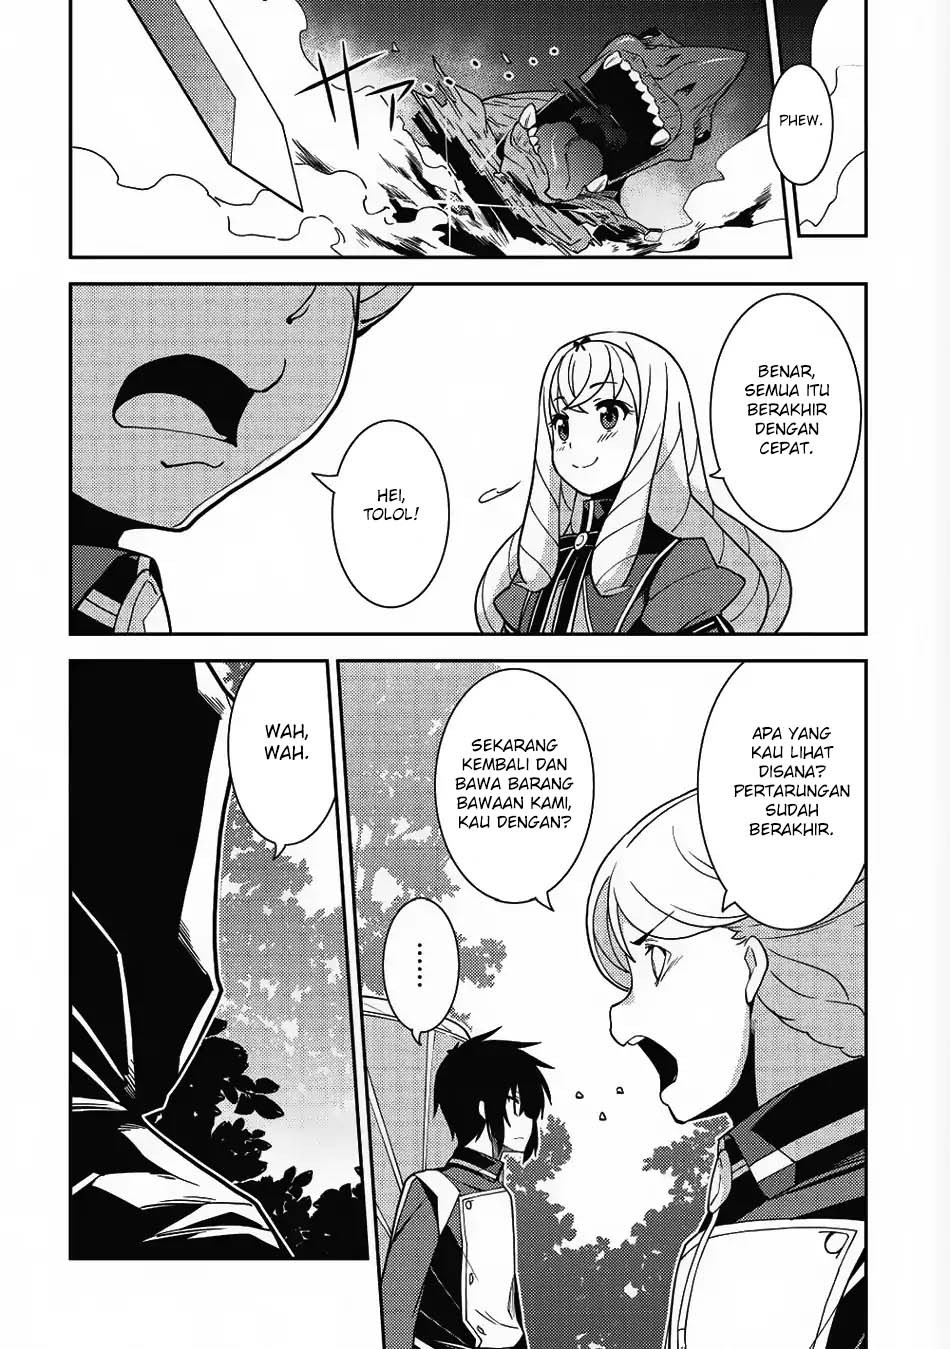 PHEW.
BENAR,
SEMUA ITU
BERAKHIR
DENGAN
CEPAT.
HEI,
TOLOL!
APA YANG
KAU LIHAT
DISANA?
PERTARUNGAN
SUDAH
BERAKHIR.
SEKARANG
KEMBALI DAN
BAWA BARANG
BAWAAN KAMI,
KAU DENGAN?
......
WAH,
WAH.